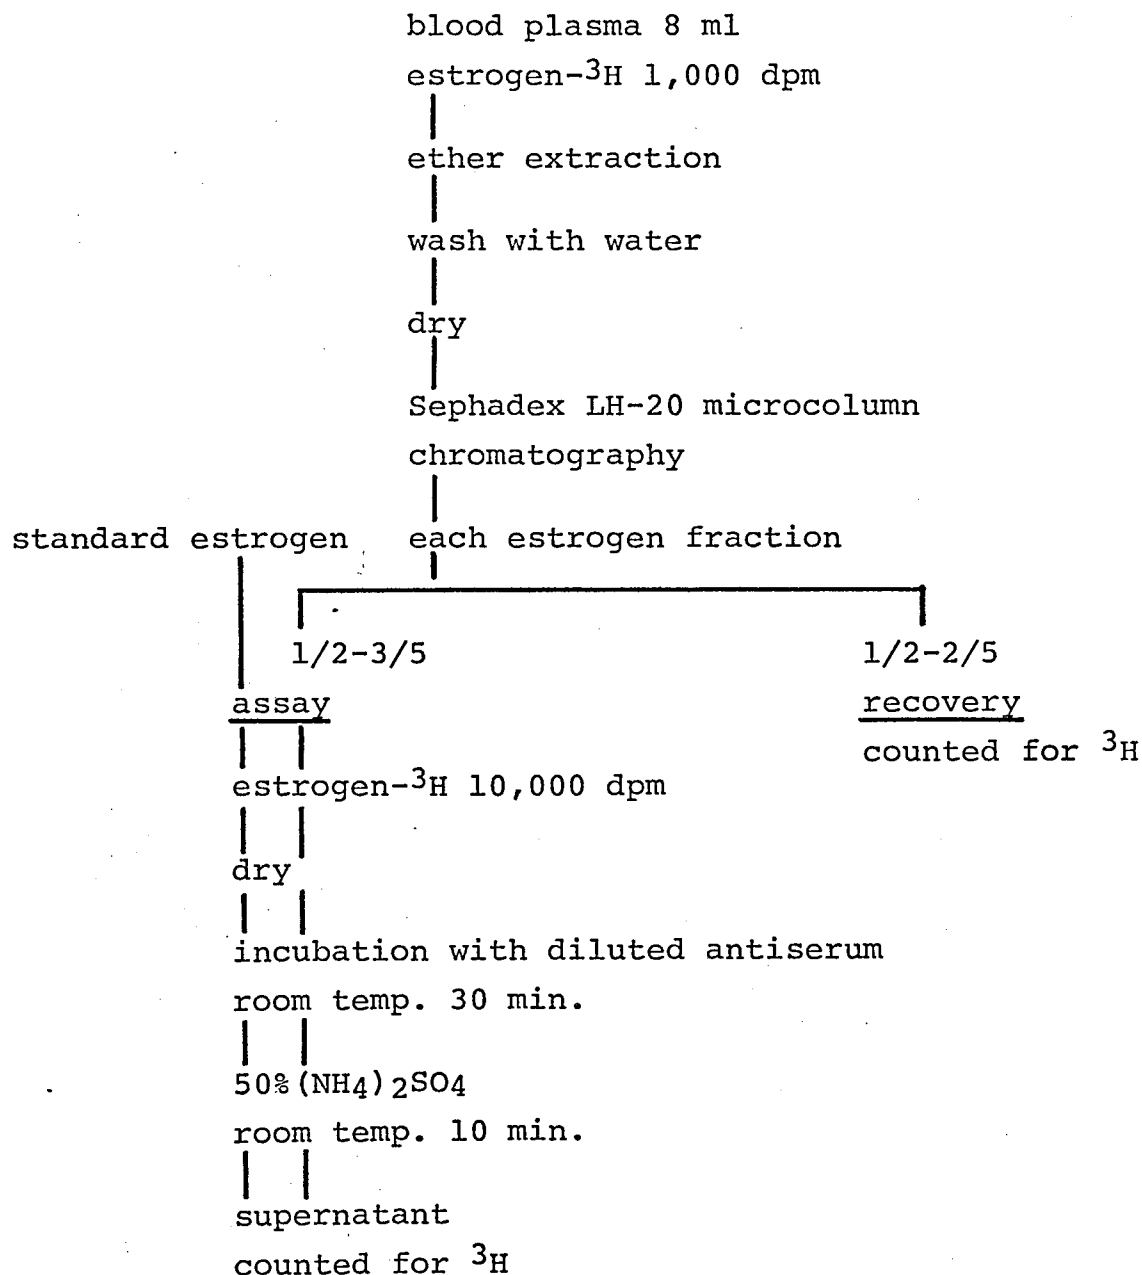 blood plasma 8 ml
estrogen-³H 1,000 dpm
ether extraction
wash with water
dry
Sephadex LH-20 microcolumn
chromatography
standard estrogen
each estrogen fraction
1/2-3/5
1/2-2/5
assay
recovery
counted for ³H
estrogen-³H 10,000 dpm
dry
incubation with diluted antiserum
room temp. 30 min.
50%(NH4)2SO4
room temp. 10 min.
supernatant
counted for ³H